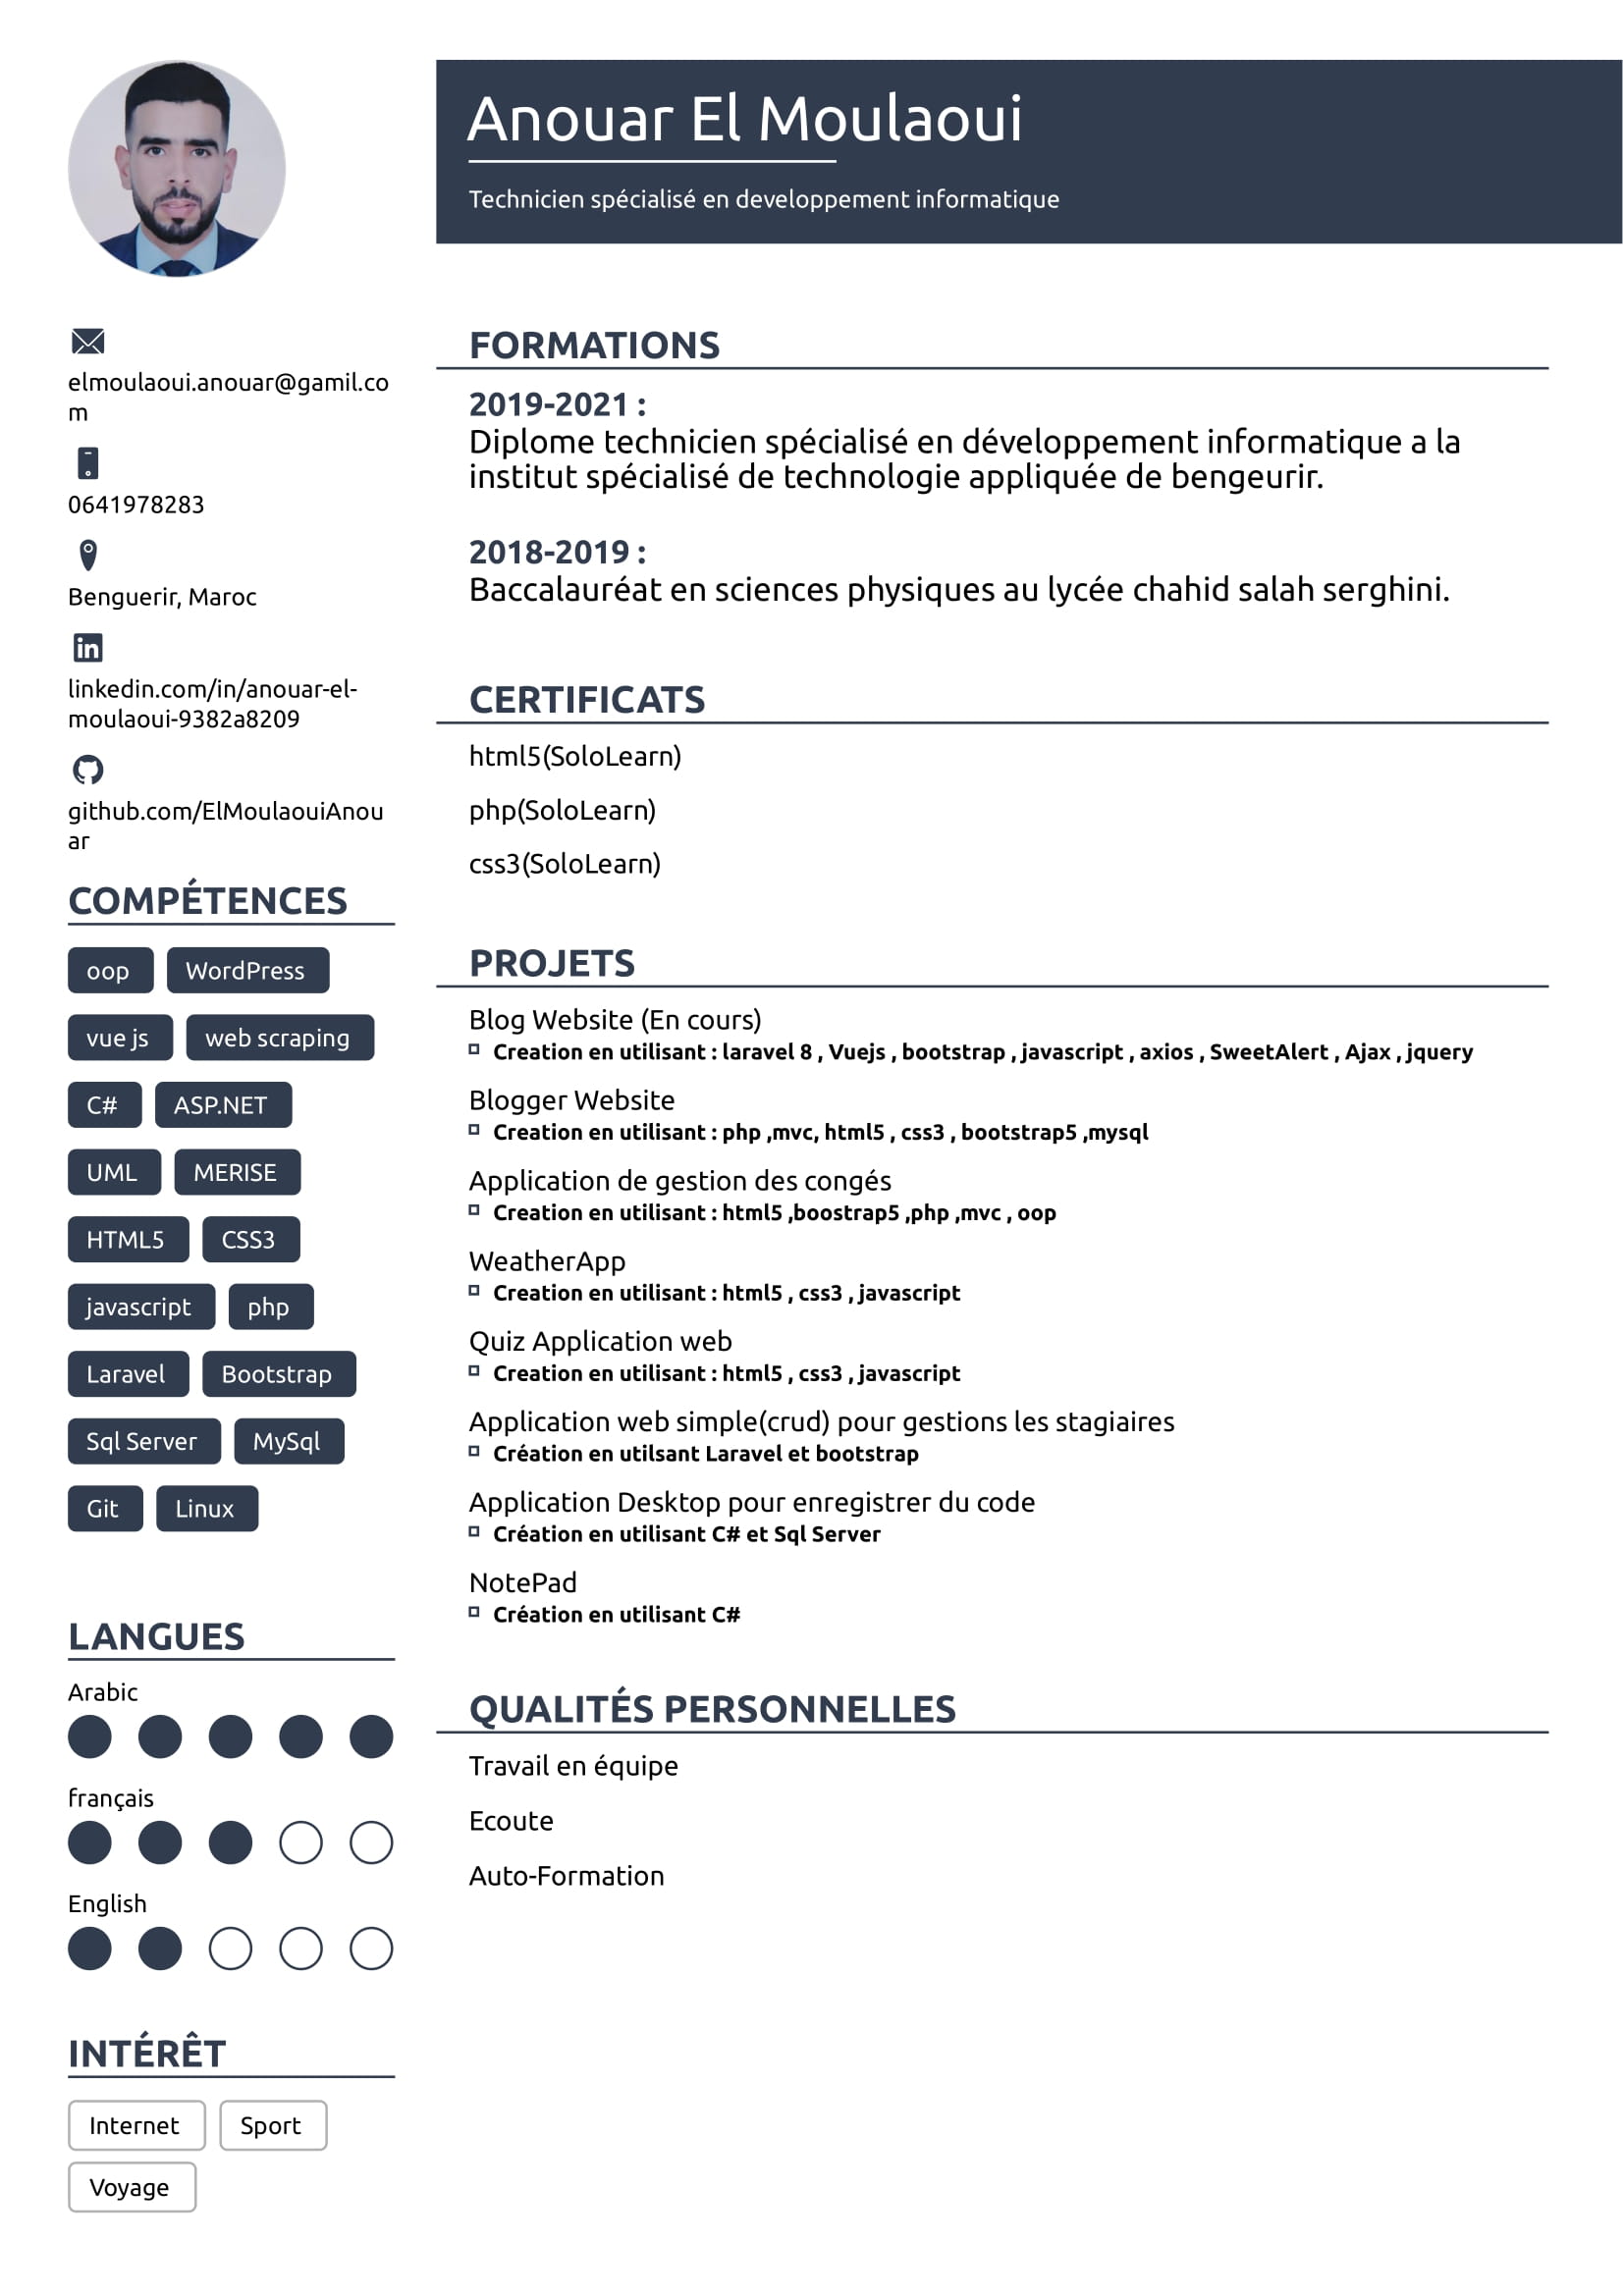 Anouar El Moulaoui
Technicien spécialisé en developpement informatique
elmoulaoui.anouar@gamil.co
m
0641978283
Benguerir, Maroc
linkedin.com/in/anouar-el-
moulaoui-9382a8209
github.com/ElMoulaouiAnou
ar
COMPÉTENCES
oop WordPress
vue js web scraping
C# ASP.NET
UML MERISE
HTML5 CSS3
javascript php
Laravel Bootstrap
Sql Server MySql
Git Linux
LANGUES
Arabic
français
English
INTÉRÊT
Internet Sport
Voyage
FORMATIONS
2019-2021 :
Diplome technicien spécialisé en développement informatique a la
institut spécialisé de technologie appliquée de bengeurir.
2018-2019 :
Baccalauréat en sciences physiques au lycée chahid salah serghini.
CERTIFICATS
html5(SoloLearn)
php(SoloLearn)
css3(SoloLearn)
PROJETS
Blog Website (En cours)
Creation en utilisant : laravel 8 , Vuejs , bootstrap , javascript , axios , SweetAlert , Ajax , jquery
Blogger Website
Creation en utilisant : php ,mvc, html5 , css3 , bootstrap5 ,mysql
Application de gestion des congés
Creation en utilisant : html5 ,boostrap5 ,php ,mvc , oop
WeatherApp
Creation en utilisant : html5 , css3 , javascript
Quiz Application web
Creation en utilisant : html5 , css3 , javascript
Application web simple(crud) pour gestions les stagiaires
Création en utilsant Laravel et bootstrap
Application Desktop pour enregistrer du code
Création en utilisant C# et Sql Server
NotePad
Création en utilisant C#
QUALITÉS PERSONNELLES
Travail en équipe
Ecoute
Auto-Formation